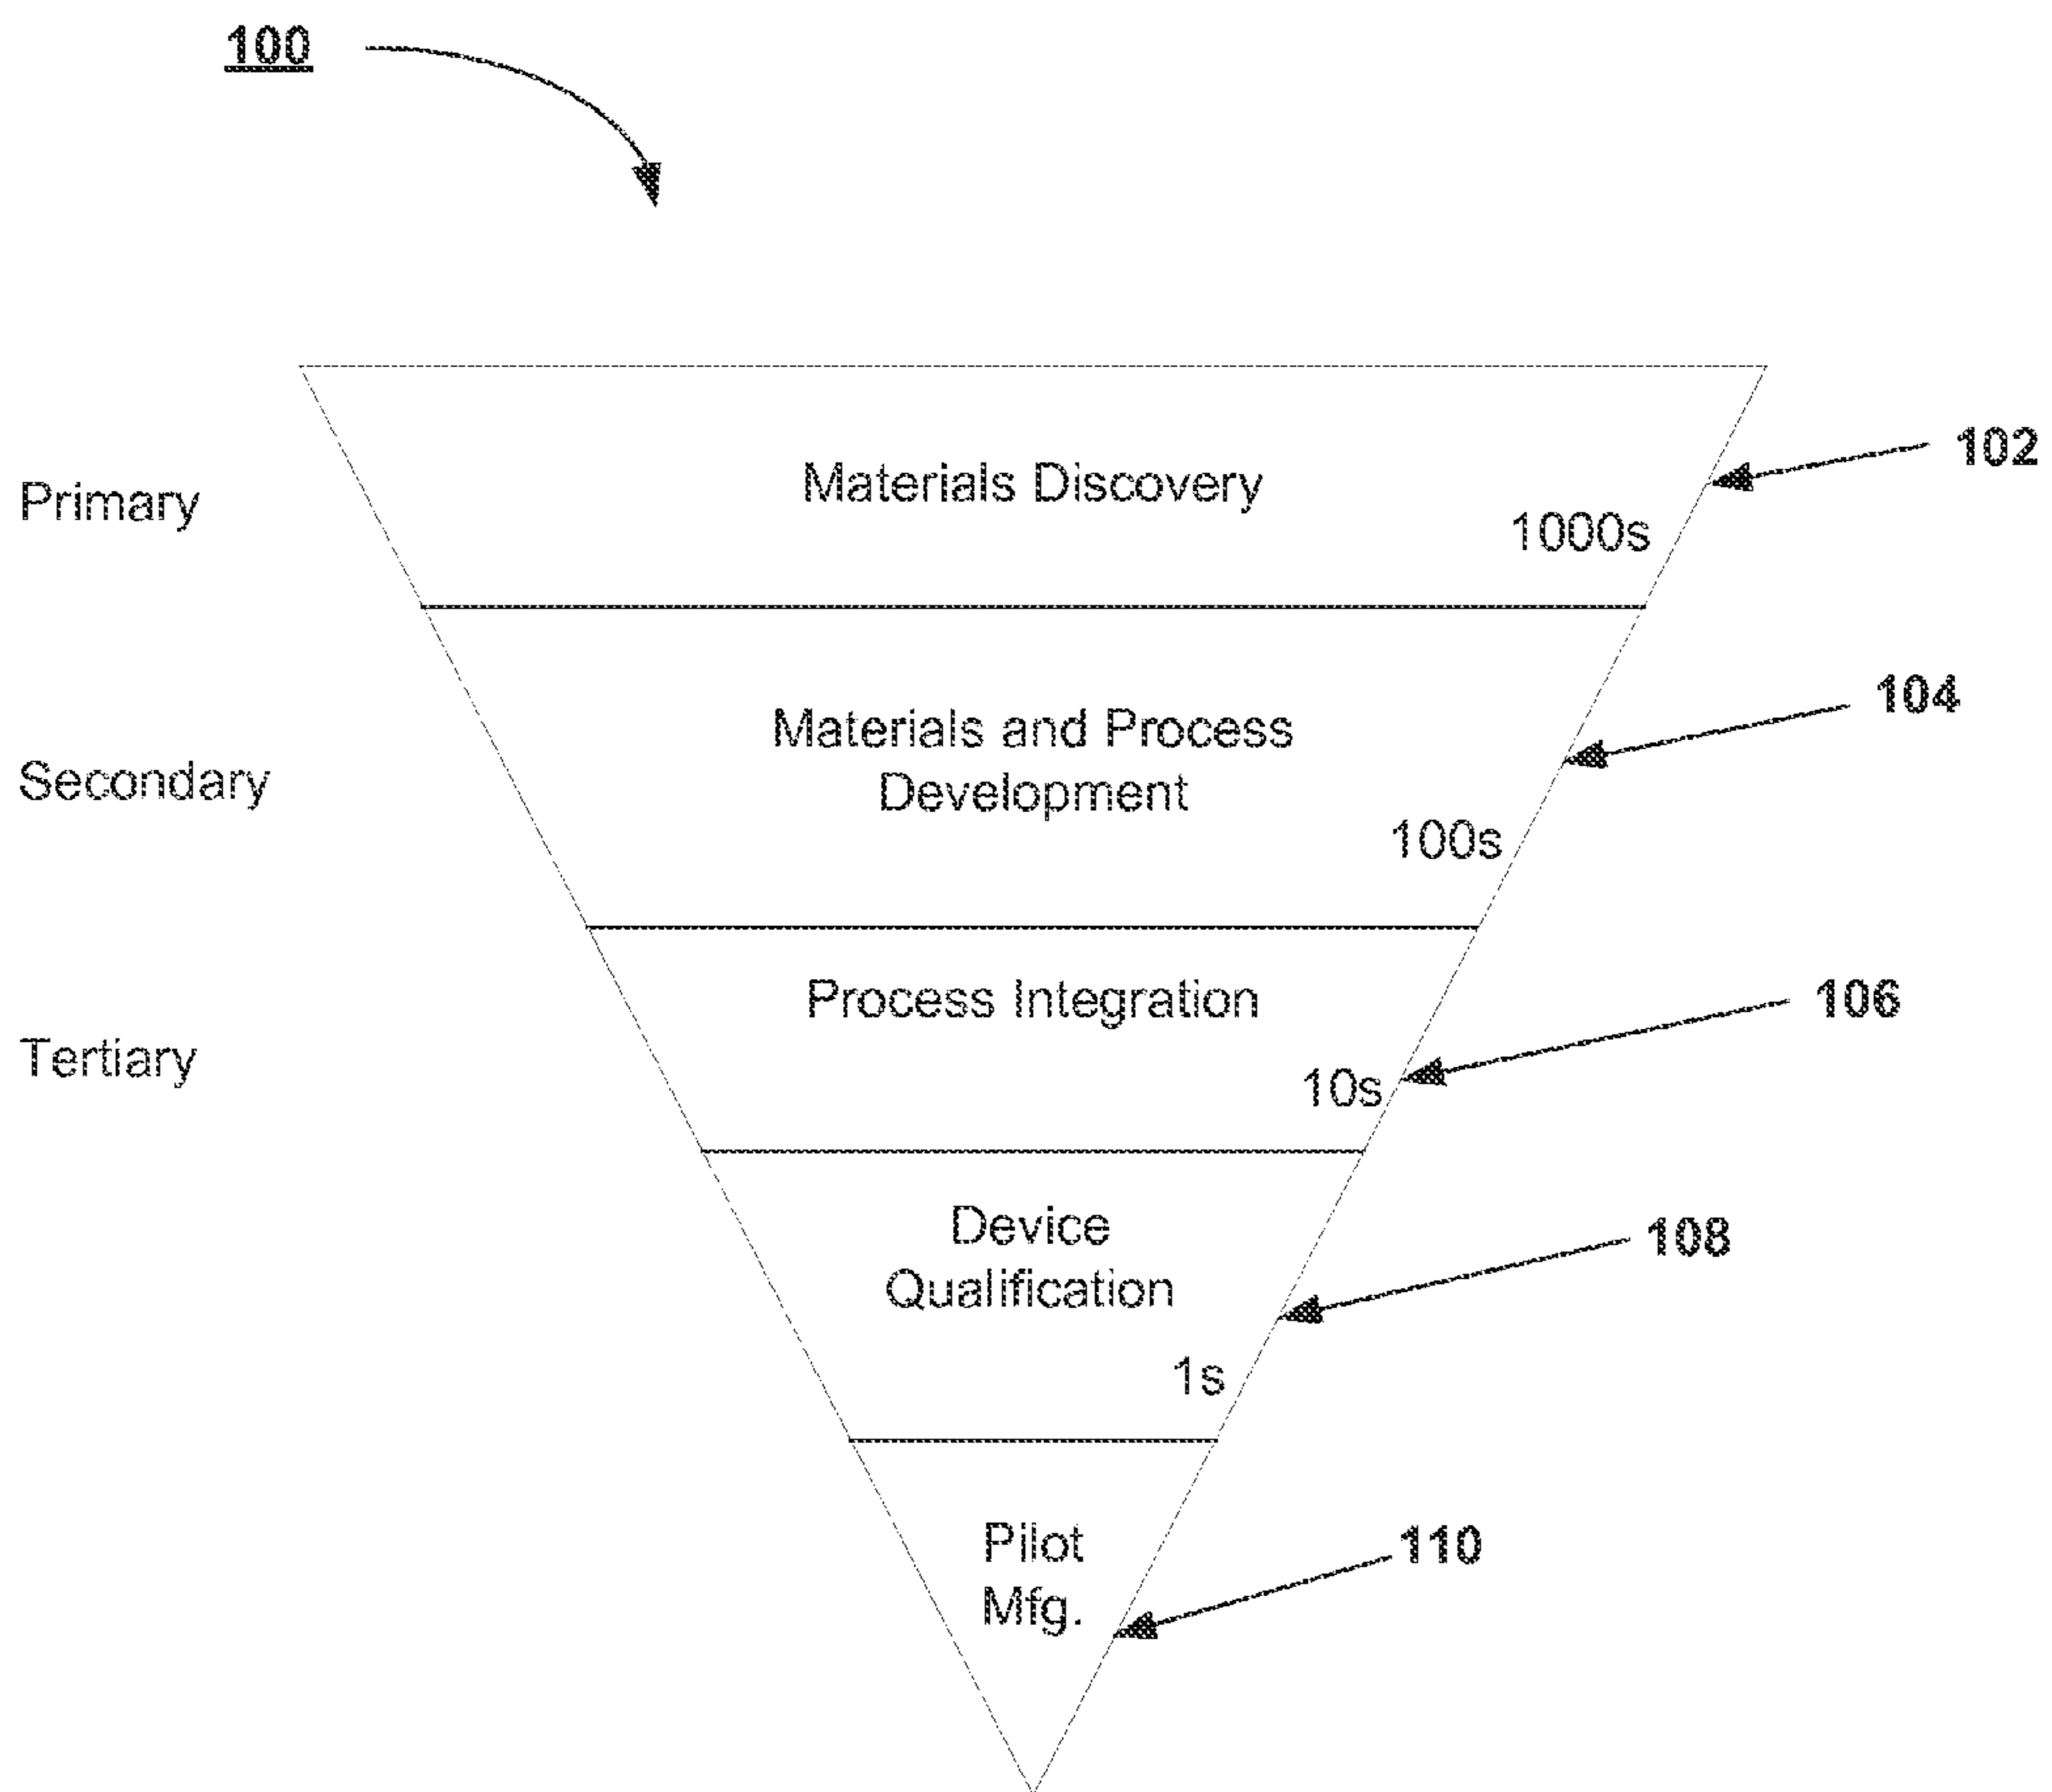 100
Materials Discovery
102
Primary
1000s
Materials and Process
Development
104
Secondary
100s
Process Integration
106
Tertiary
10s
Device
Qualification
108
1s
Pilot
Mfg.
110